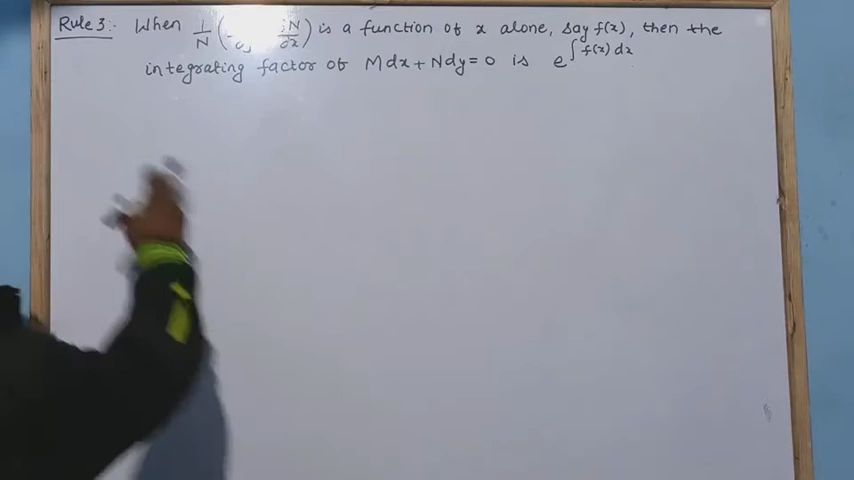 Rule 3:- When 1/N ( ∂N/∂x) is a function of x alone, say f(x), then the
integrating factor of Mdx + Ndy = 0 is e^∫f(x) dx